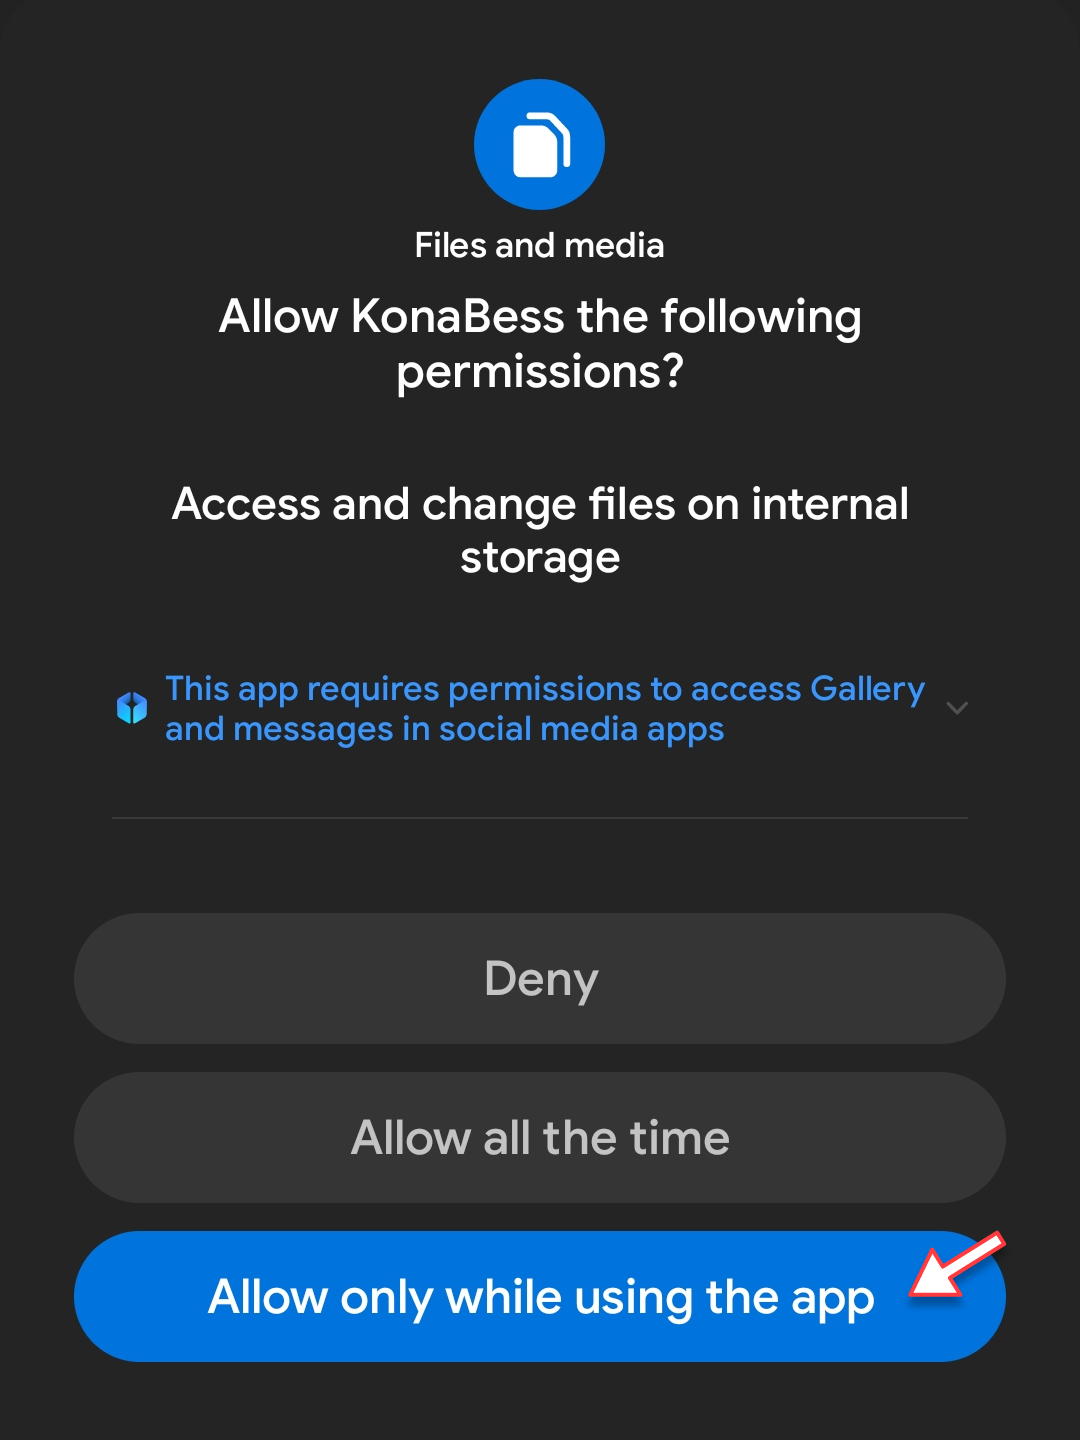 Files and media
Allow KonaBess the following
permissions?
Access and change files on internal
storage
This app requires permissions to access Gallery
and messages in social media apps
Deny
Allow all the time
Allow only while using the app